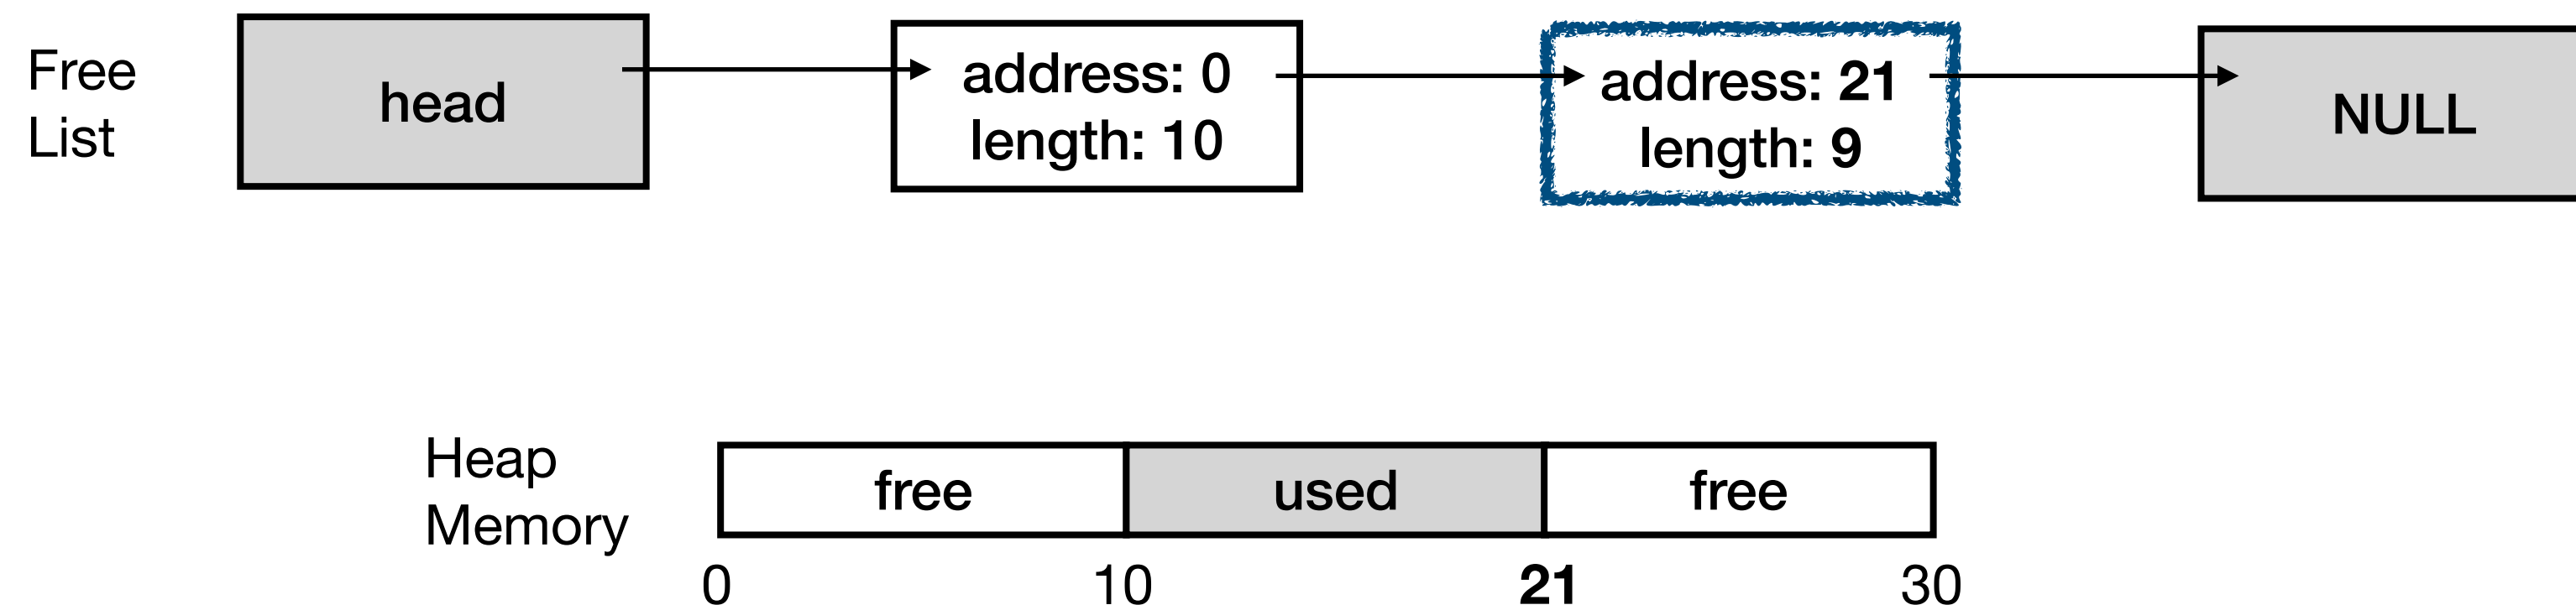 Free
List
head
address: 0
length: 10
address: 21
length: 9
NULL
Heap
Memory
free
used
free
0
10
21
30